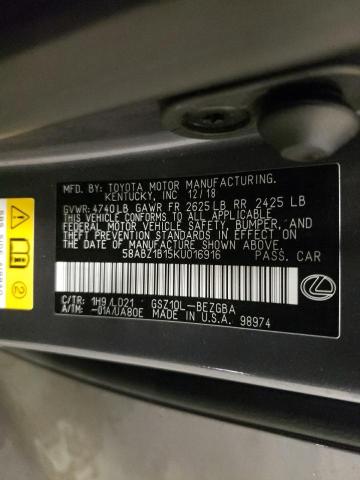 MFD. BY: TOYOTA MOTOR MANUFACTURING,
KENTUCKY, INC 12/18
GVWR: 4740LB GAWR FR 2625LB RR 2425 LB
THIS VEHICLE CONFORMS TO ALL APPLICABLE
FEDERAL MOTOR VEHICLE SAFETY, BUMPER, AND
THEFT PREVENTION STANDARDS IN EFFECT ON
THE DATE OF MANUFACTURE SHOWN ABOVE.
58ABZ1B15KU016916 PASS. CAR
C/TR: 1H9/LD21 GSZ10L-BEZGBA
A/TM: -01A/UA80E MADE IN U.S.A. 98974
2